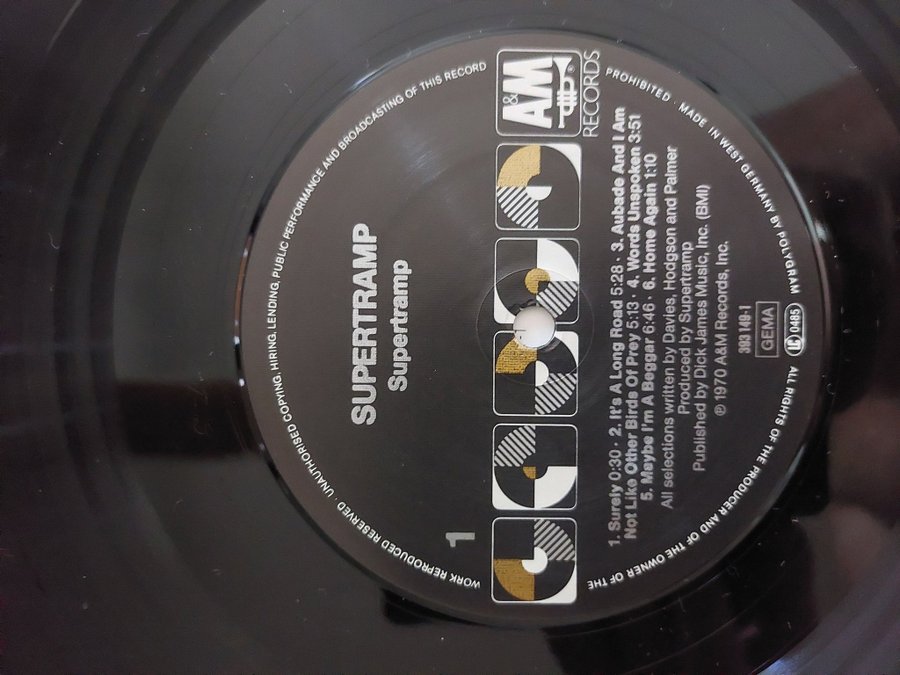 SUPERTRAMP
Supertramp
1
A&M®
RECORDS
1. Surely 0:30 · 2. It's A Long Road 5:28 · 3. Aubade And I Am
Not Like Other Birds Of Prey 5:13 · 4. Words Unspoken 3:51
5. Maybe I'm A Beggar 6:46 · 6. Home Again 1:10
All selections written by Davies, Hodgson and Palmer
Produced by Supertramp
Published by Dick James Music, Inc. (BMI)
℗ 1970 A&M Records, Inc.
393 149-1
GEMA
LC 0485
ALL RIGHTS OF THE PRODUCER AND OF THE OWNER OF THE WORK REPRODUCED RESERVED · UNAUTHORISED COPYING, HIRING, LENDING, PUBLIC PERFORMANCE AND BROADCASTING OF THIS RECORD PROHIBITED · MADE IN WEST GERMANY BY POLYGRAM